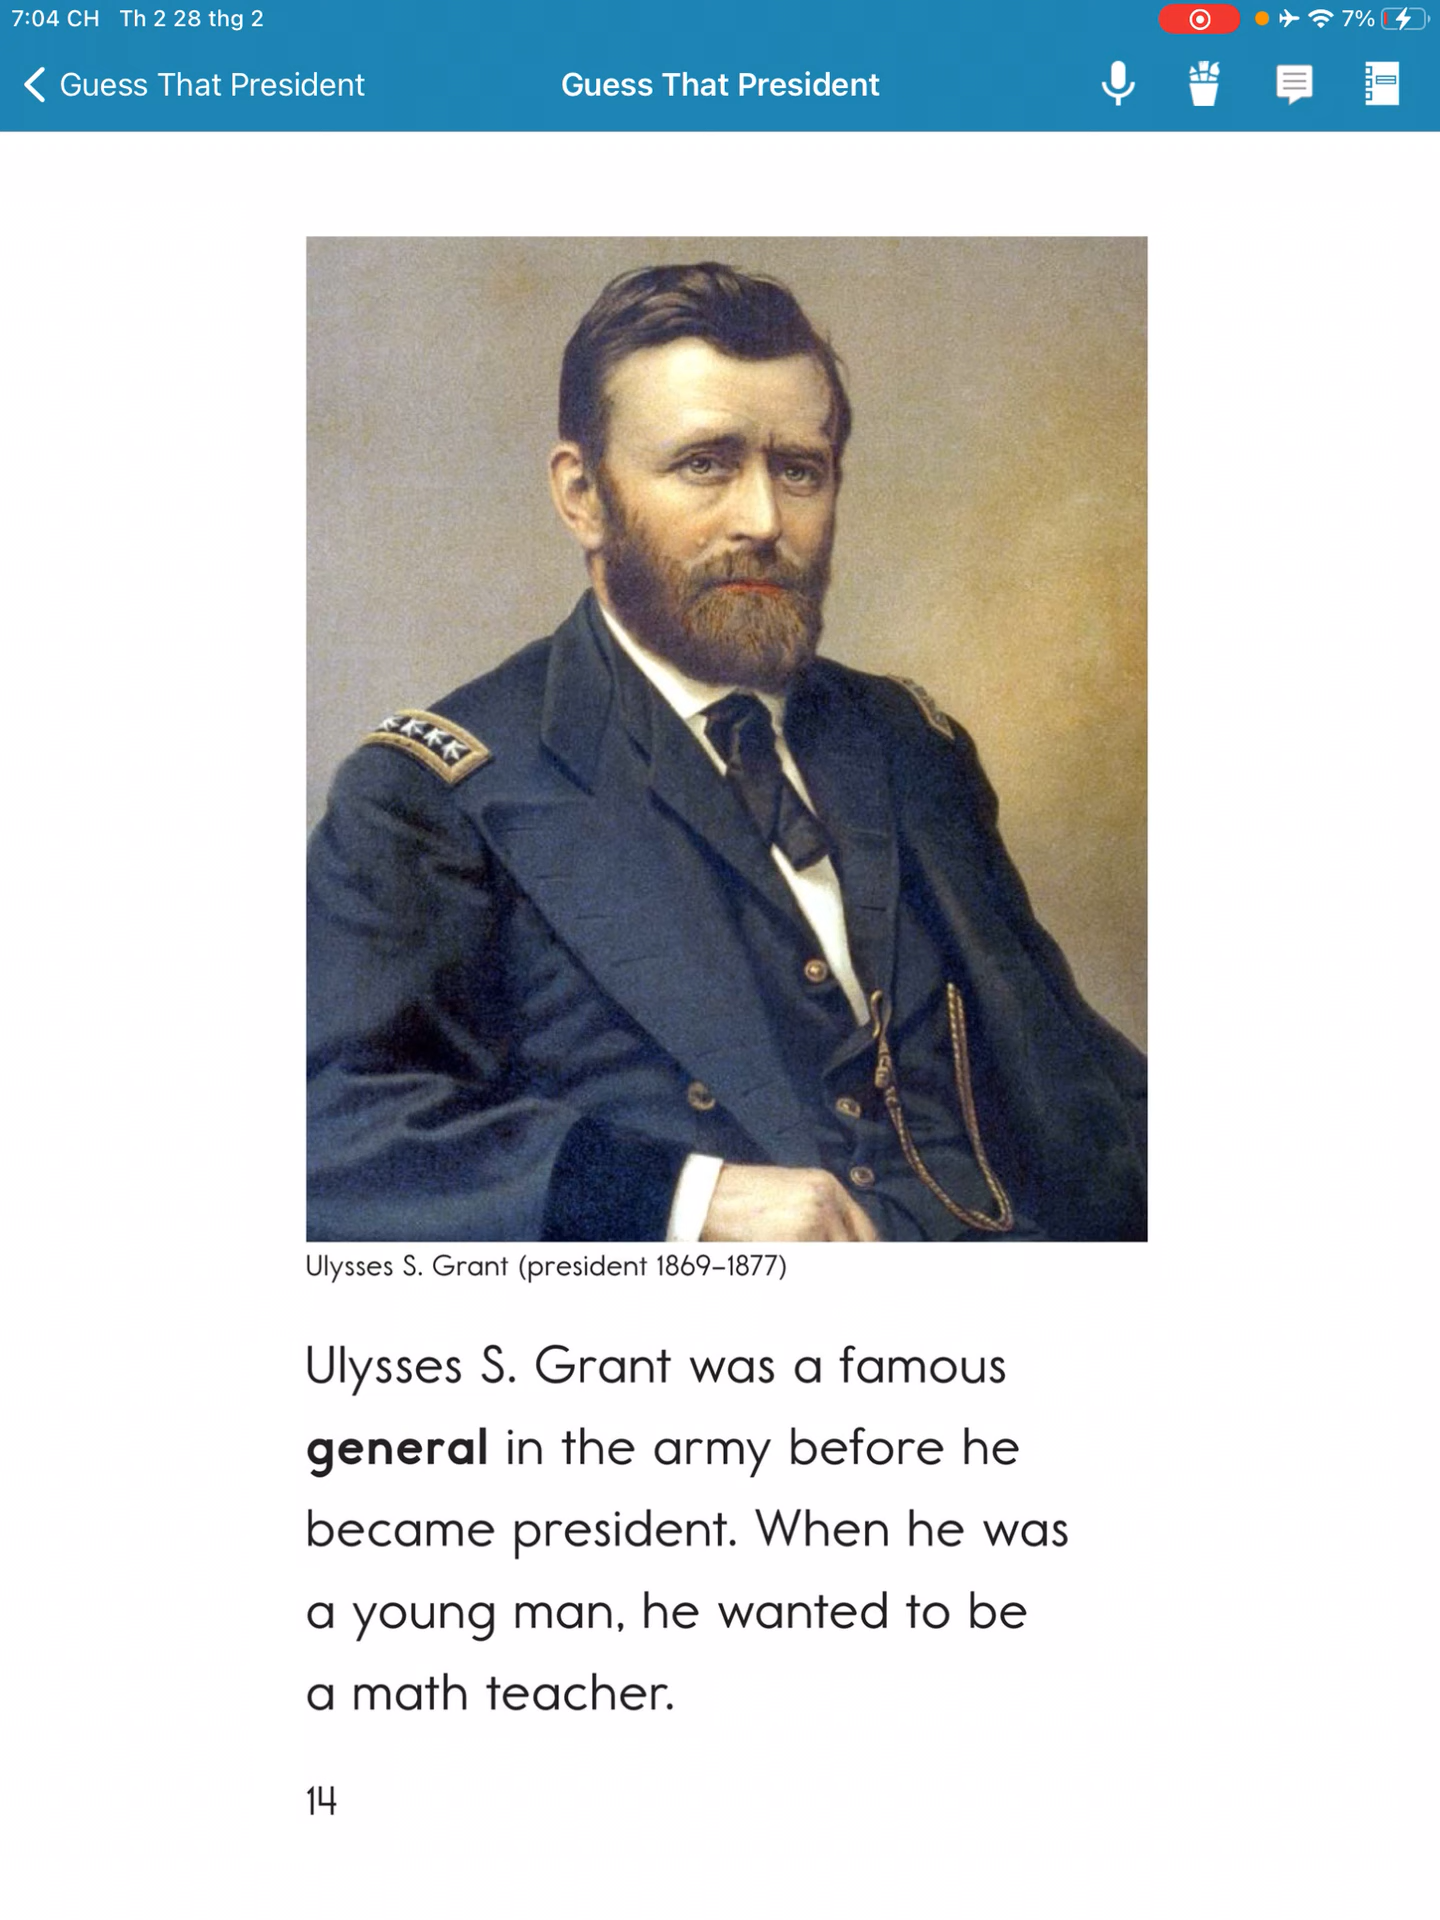 7:04 CH Th 2 28 thg 2
7%
Guess That President
Guess That President
Ulysses S. Grant (president 1869–1877)
Ulysses S. Grant was a famous
general in the army before he
became president. When he was
a young man, he wanted to be
a math teacher.
14